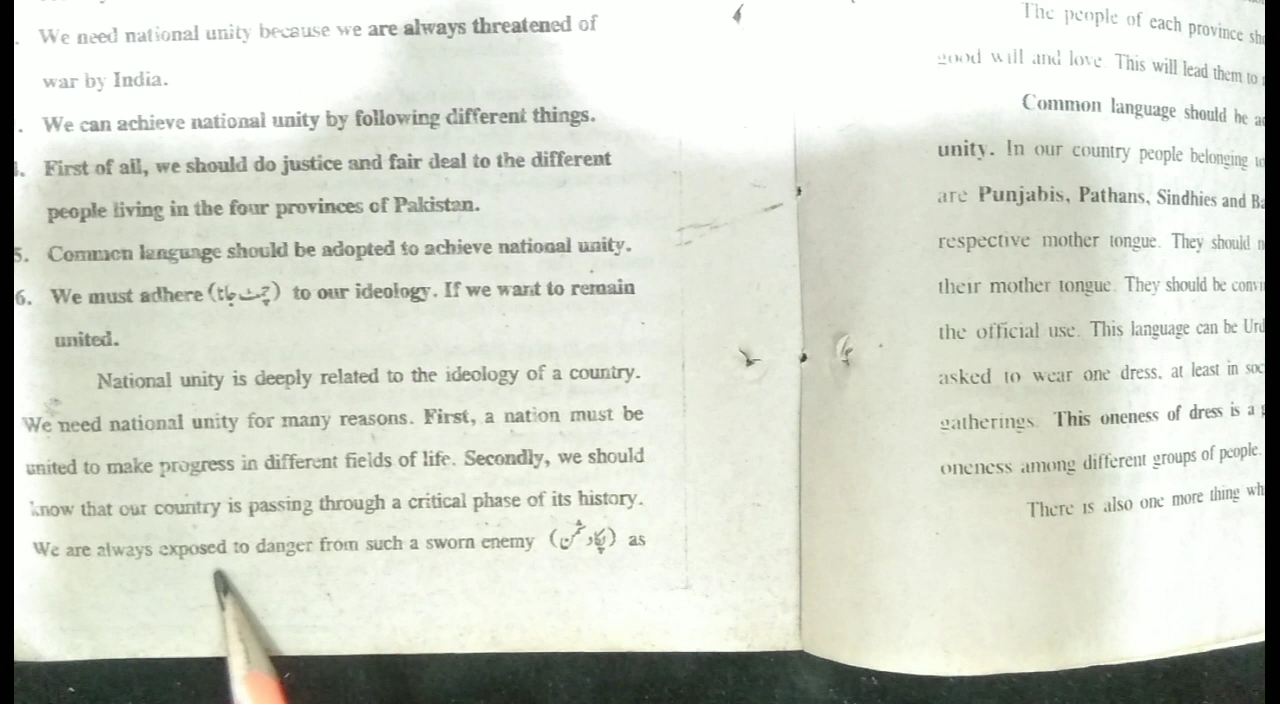 We need national unity because we are always threatened of
war by India.
. We can achieve national unity by following different things.
First of all, we should do justice and fair deal to the different
people living in the four provinces of Pakistan.
5. Common language should be adopted to achieve national unity.
6. We must adhere (چمٹ جانا) to our ideology. If we want to remain
united.
National unity is deeply related to the ideology of a country.
We need national unity for many reasons. First, a nation must be
united to make progress in different fields of life. Secondly, we should
know that our country is passing through a critical phase of its history.
We are always exposed to danger from such a sworn enemy (پکا دشمن) as
The people of each province
good will and love. This will lead them to
Common language should be
unity. In our country people belonging
are Punjabis, Pathans, Sindhies and
respective mother tongue. They should
their mother tongue. They should be
the official use. This language can be
asked to wear one dress, at least in
gatherings. This oneness of dress is a
oneness among different groups of people.
There is also one more thing